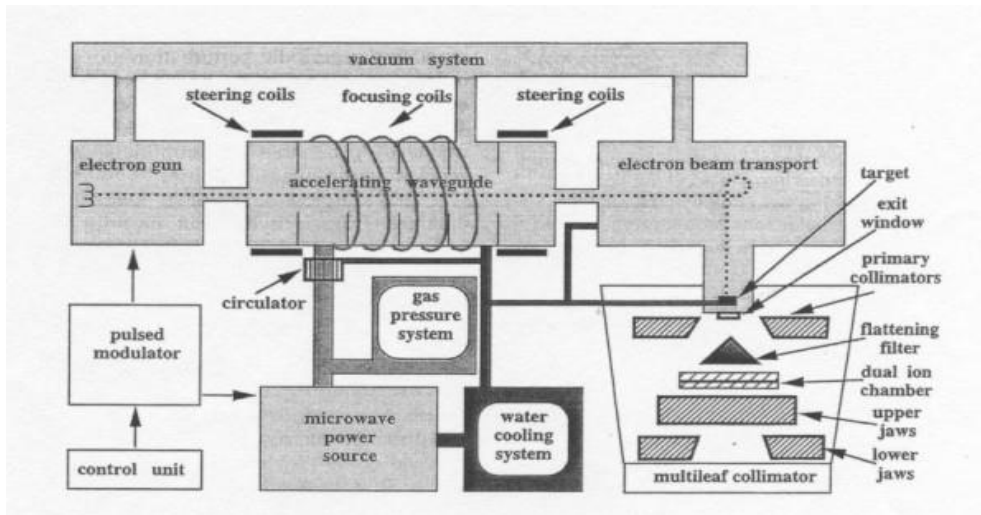 vacuum system
steering coils
focusing coils
steering coils
electron gun
accelerating waveguide
electron beam transport
target
exit
window
primary
collimators
circulator
gas
pressure
system
pulsed
modulator
flattening
filter
dual ion
chamber
microwave
power
source
water
cooling
system
upper
jaws
control unit
lower
jaws
multileaf collimator